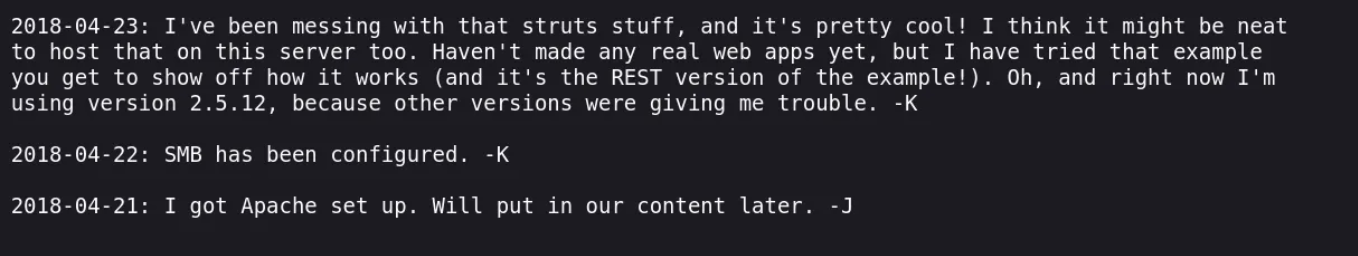 2018-04-23: I've been messing with that struts stuff, and it's pretty cool! I think it might be neat
to host that on this server too. Haven't made any real web apps yet, but I have tried that example
you get to show off how it works (and it's the REST version of the example!). Oh, and right now I'm
using version 2.5.12, because other versions were giving me trouble. -K
2018-04-22: SMB has been configured. -K
2018-04-21: I got Apache set up. Will put in our content later. -J